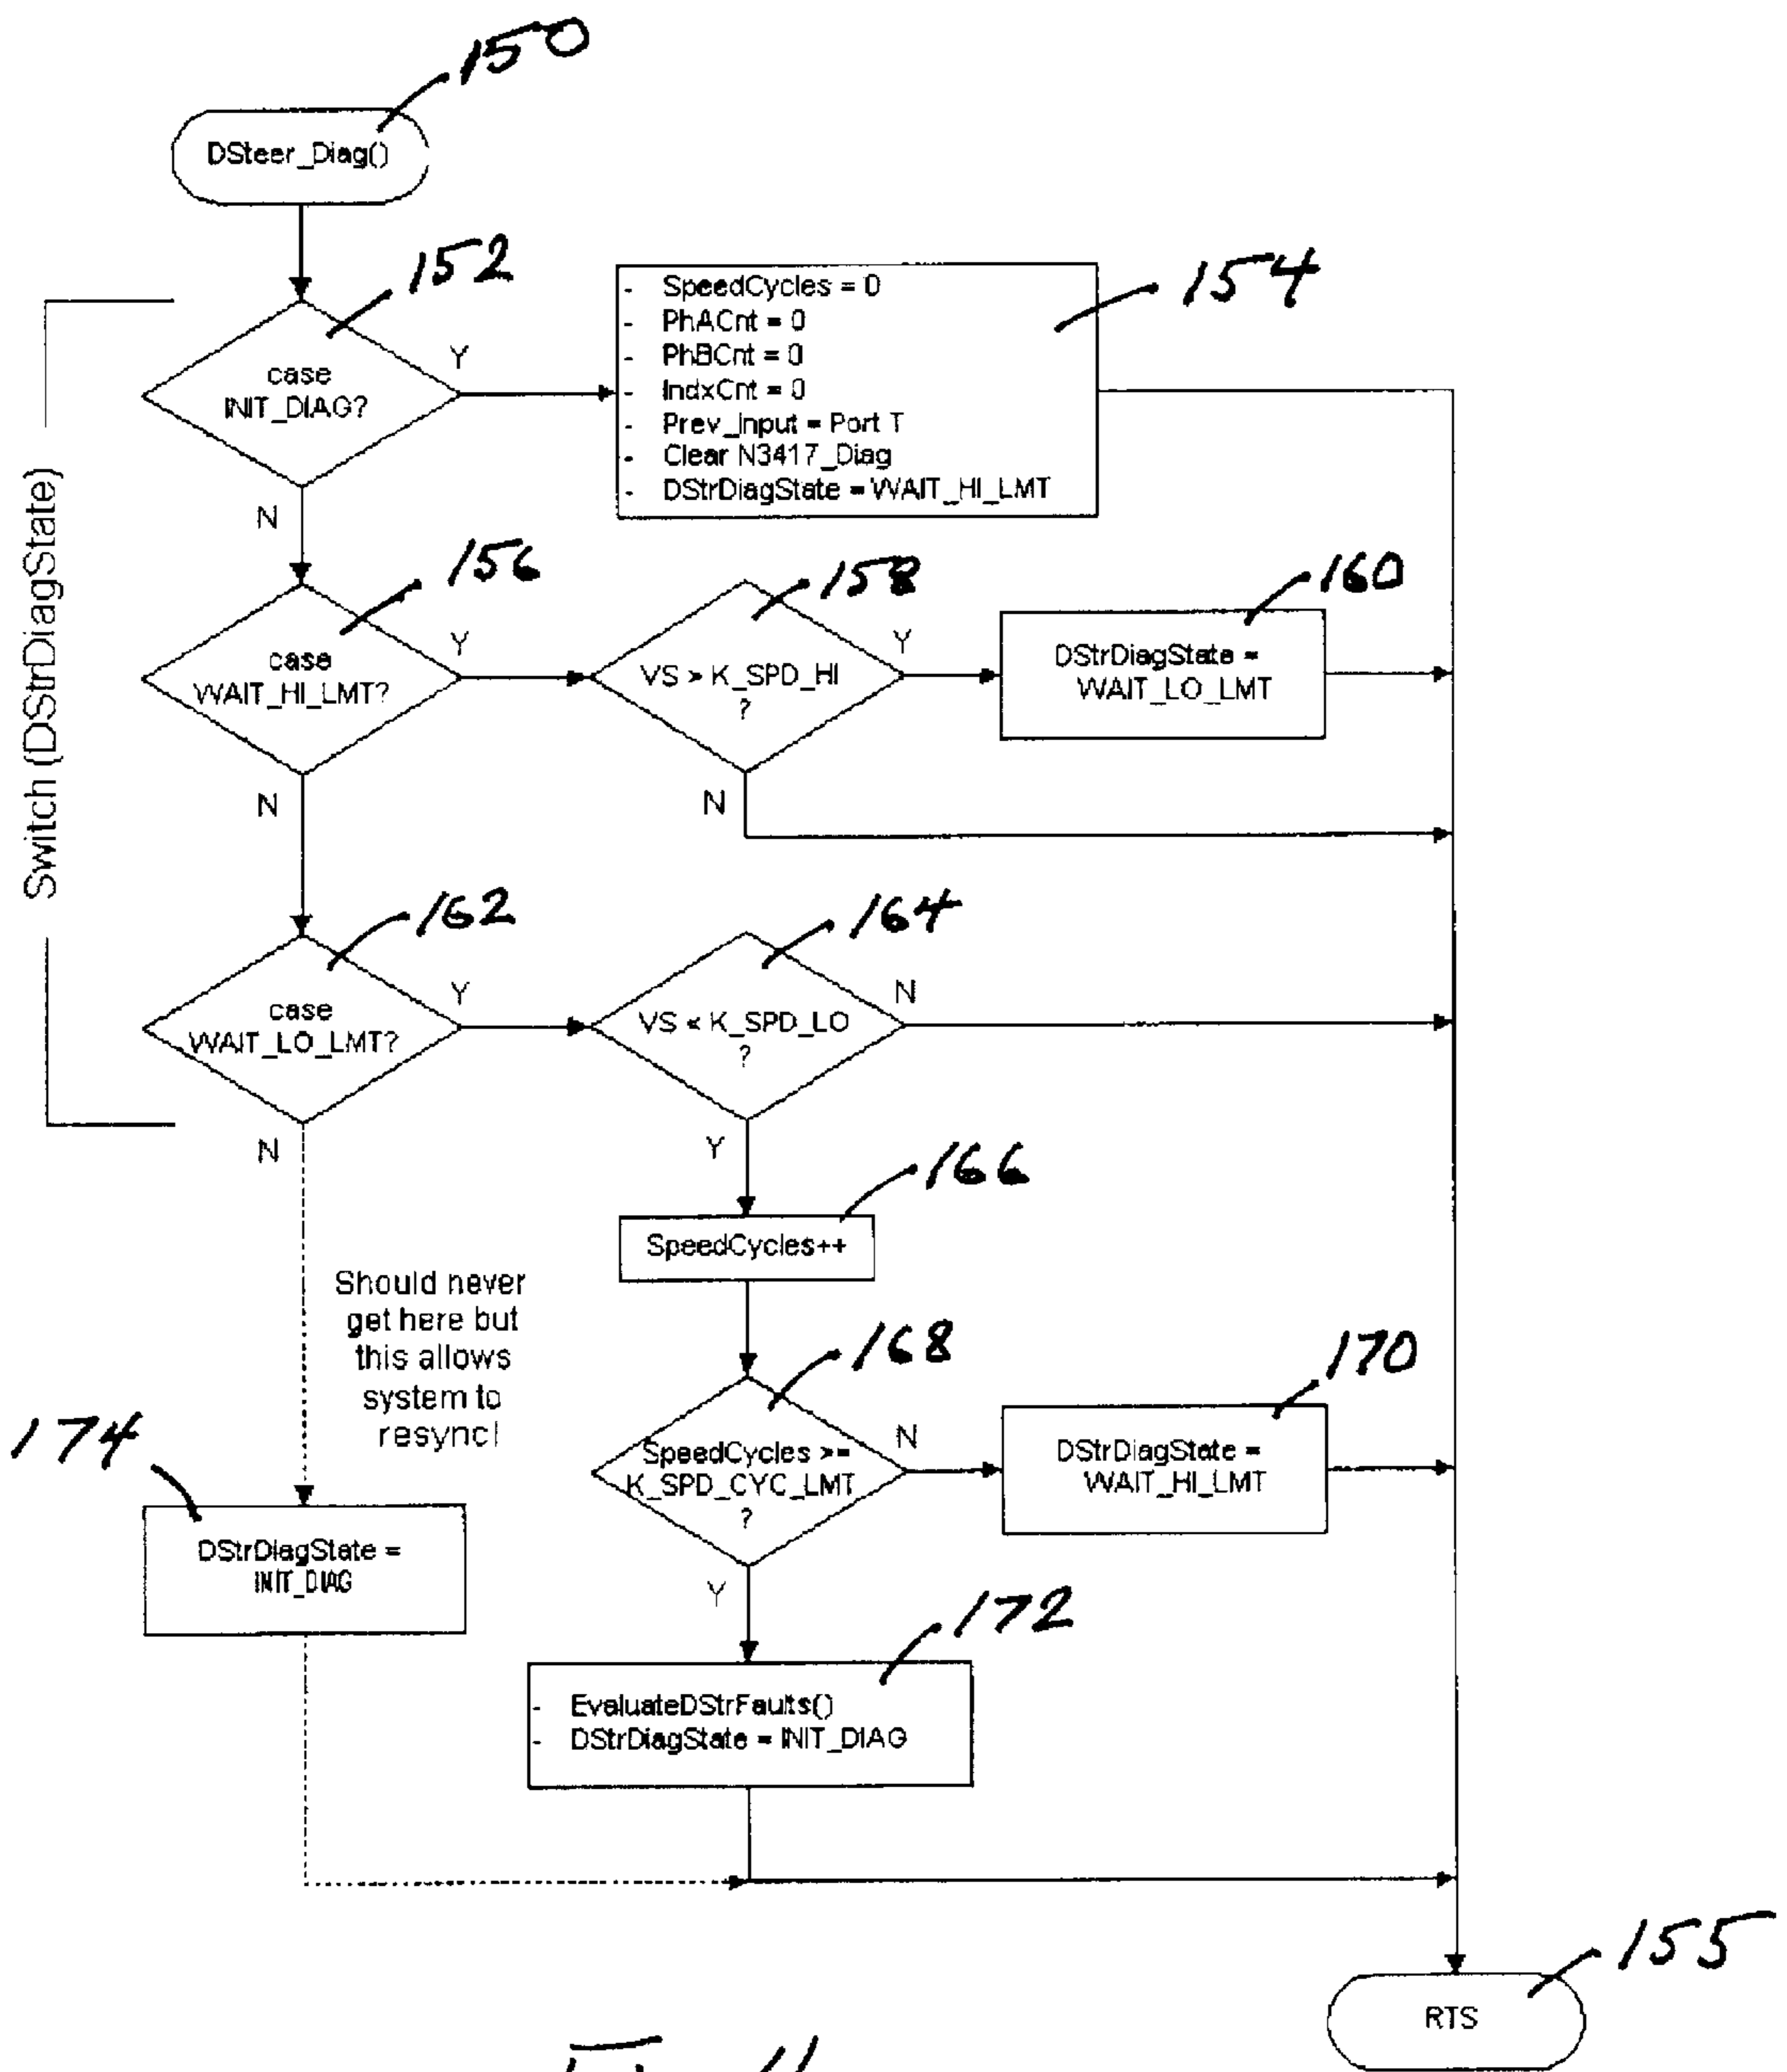 150
DSteer_Diag()
152
case
INIT_DIAG?
Y
N
- SpeedCycles = 0
- PhACnt = 0
- PhBCnt = 0
- IndxCnt = 0
- Prev_Input = Port T
- Clear N3417_Diag
- DStrDiagState = WAIT_HI_LMT
154
Switch (DStrDiagState)
156
case
WAIT_HI_LMT?
Y
N
158
VS > K_SPD_HI
?
Y
N
160
DStrDiagState =
WAIT_LO_LMT
162
case
WAIT_LO_LMT?
Y
N
164
VS < K_SPD_LO
?
N
Y
166
SpeedCycles++
Should never
get here but
this allows
system to
resync!
168
SpeedCycles >=
K_SPD_CYC_LMT
?
N
Y
170
DStrDiagState =
WAIT_HI_LMT
174
DStrDiagState =
INIT_DIAG
172
- EvaluateDStrFaults()
- DStrDiagState = INIT_DIAG
155
RTS